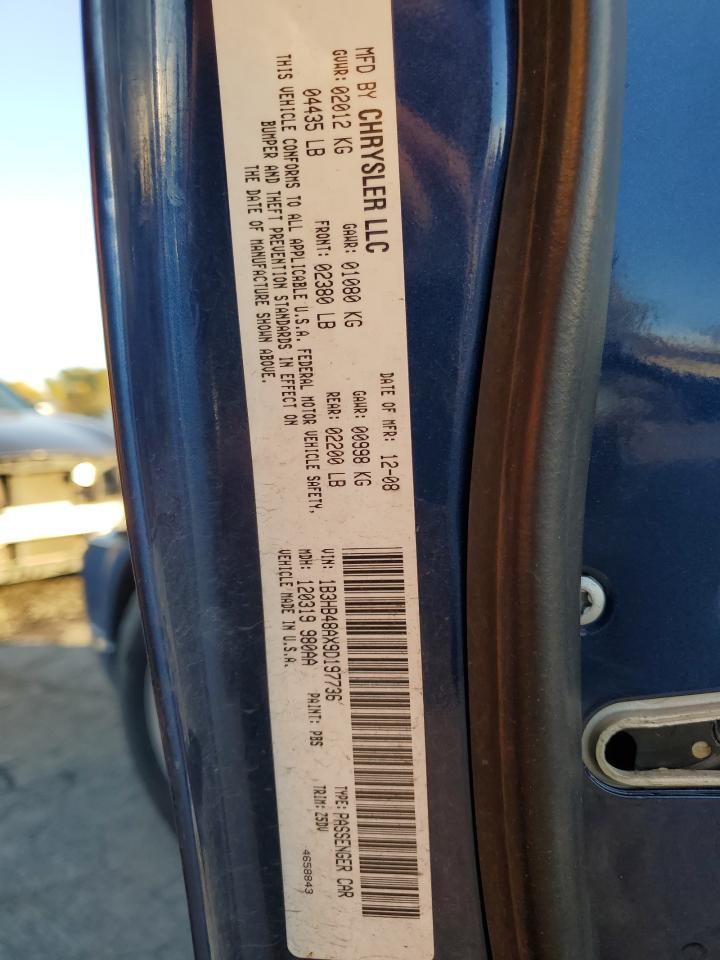 MFD BY CHRYSLER LLC
DATE OF MFR: 12-08
GVWR: 02012 KG
GAWR: 01080 KG
GAWR: 00998 KG
04435 LB
FRONT: 02380 LB
REAR: 02200 LB
THIS VEHICLE CONFORMS TO ALL APPLICABLE U.S.A. FEDERAL MOTOR VEHICLE SAFETY,
BUMPER AND THEFT PREVENTION STANDARDS IN EFFECT ON
THE DATE OF MANUFACTURE SHOWN ABOVE.
VIN: 1B3HB48AX9D197736
TYPE: PASSENGER CAR
MDH: 120319 980AA
PAINT: PBS
TRIM: Z5DV
VEHICLE MADE IN U.S.A.
4658843